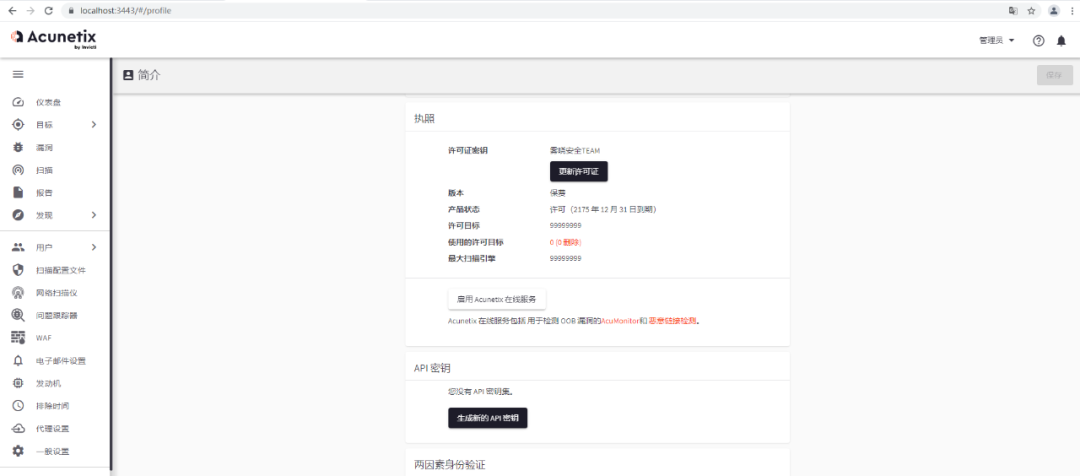 localhost:3443/#/profile
Acunetix
by Invicti
管理员
简介
保存
仪表盘
目标
漏洞
扫描
报告
发现
用户
扫描配置文件
网络扫描仪
问题跟踪器
WAF
电子邮件设置
发动机
排除时间
代理设置
一般设置
执照
许可证密钥
客结安全TEAM
更新许可证
版本
保费
产品状态
许可（2175 年 12 月 31 日到期）
许可目标
99999999
使用的许可目标
0 (0 删除)
最大扫描引擎
99999999
启用 Acunetix 在线服务
Acunetix 在线服务包括 用于检测 OOB 漏洞的AcuMonitor和 恶意链接检测。
API 密钥
您没有 API 密钥集。
生成新的 API 密钥
两因素身份验证